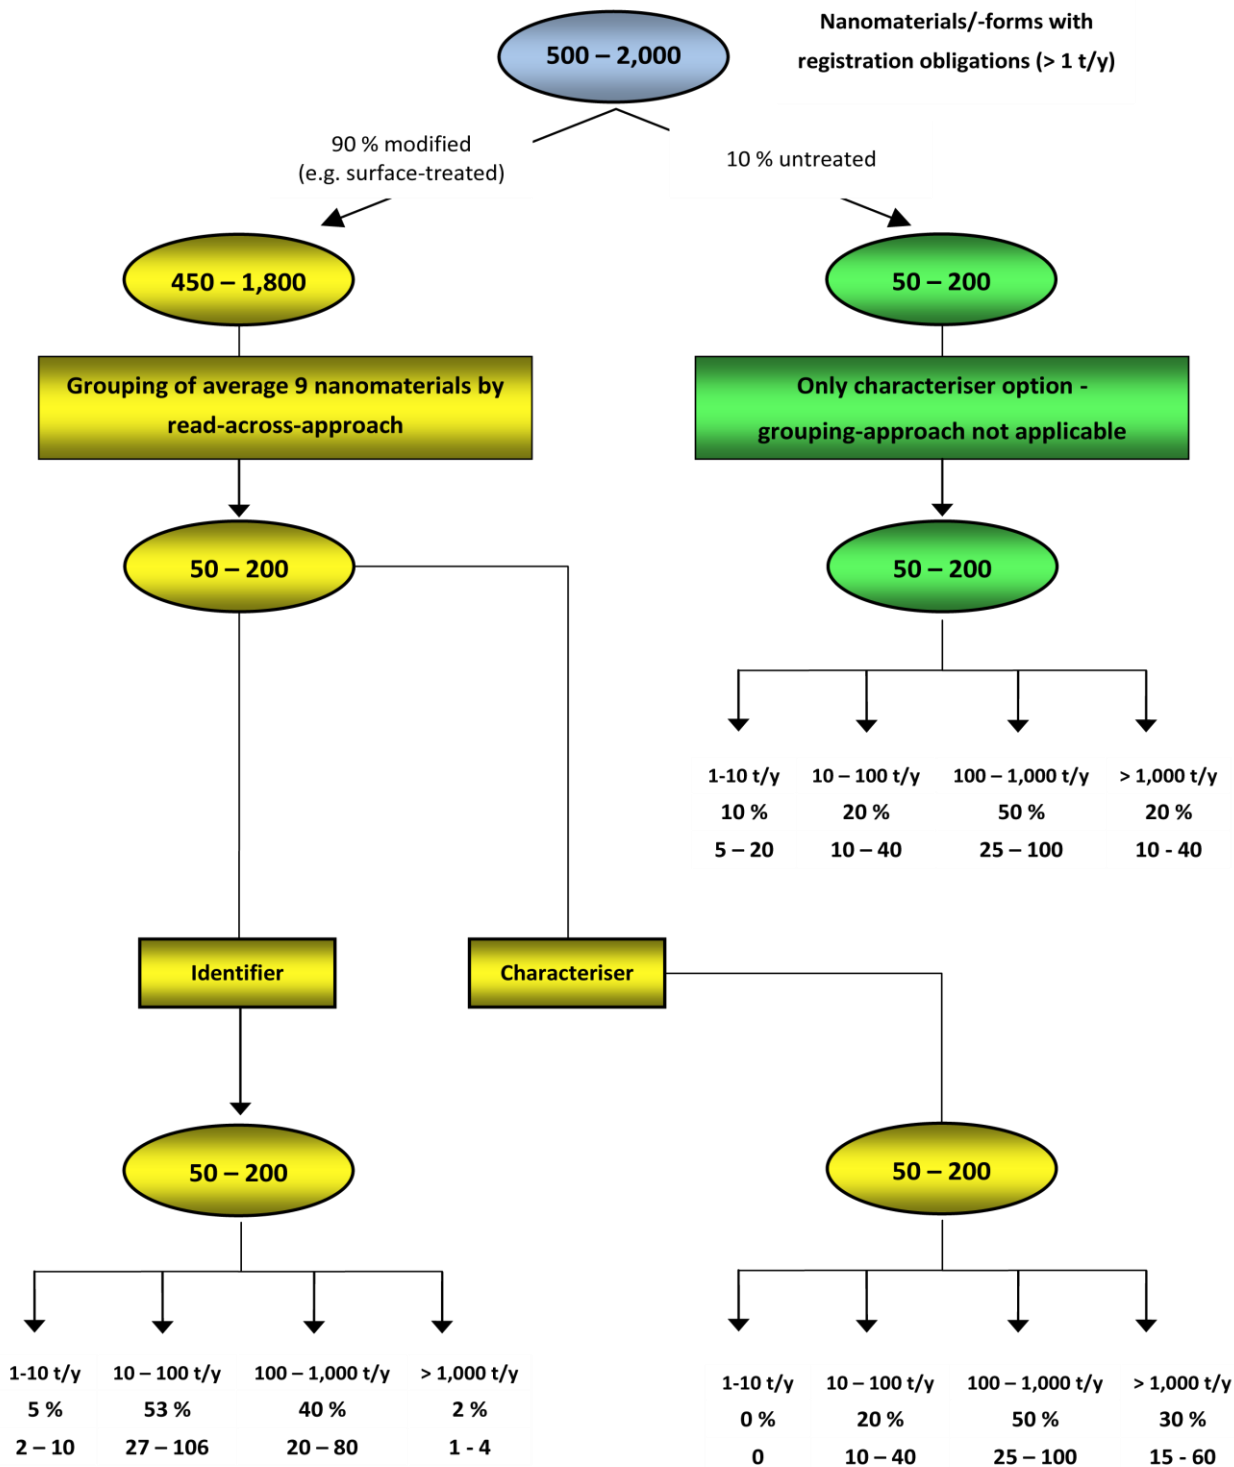 Nanomaterials/-forms with
registration obligations (> 1 t/y)
500 – 2,000
90 % modified
(e.g. surface-treated)
10 % untreated
450 – 1,800
50 – 200
Grouping of average 9 nanomaterials by
read-across-approach
Only characteriser option -
grouping-approach not applicable
50 – 200
50 – 200
1-10 t/y 10 – 100 t/y 100 – 1,000 t/y > 1,000 t/y
10 % 20 % 50 % 20 %
5 – 20 10 – 40 25 – 100 10 - 40
Identifier
Characteriser
50 – 200
50 – 200
1-10 t/y 10 – 100 t/y 100 – 1,000 t/y > 1,000 t/y
5 % 53 % 40 % 2 %
2 – 10 27 – 106 20 – 80 1 - 4
1-10 t/y 10 – 100 t/y 100 – 1,000 t/y > 1,000 t/y
0 % 20 % 50 % 30 %
0 10 – 40 25 – 100 15 - 60